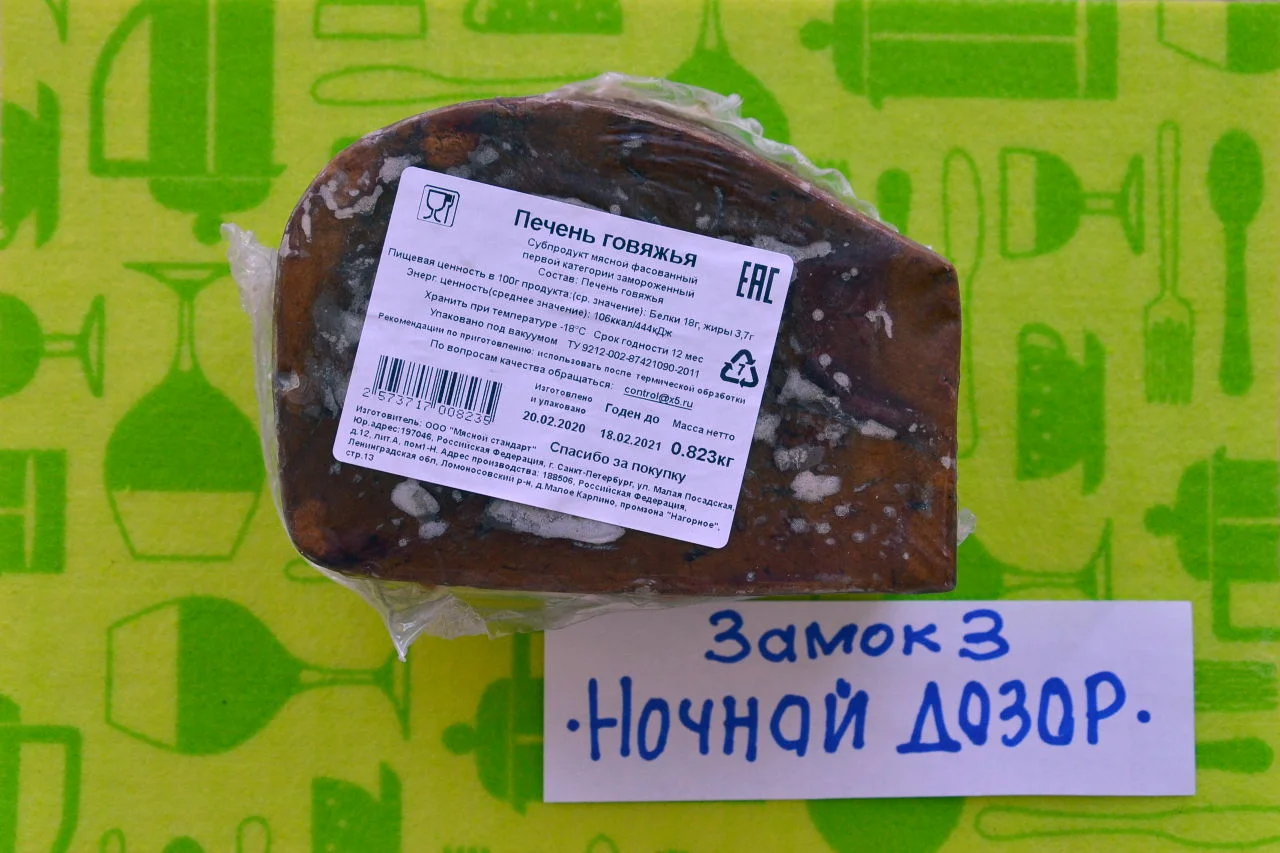 Печень говяжья
Субпродукт мясной фасованный
первой категории замороженный
Состав: Печень говяжья
Пищевая ценность в 100г продукта:(ср. значение): Белки 18г, жиры 3,7г
Энерг. ценность(среднее значение): 106ккал/444кДж
Хранить при температуре -18°С Срок годности 12 мес
Упаковано под вакуумом ТУ 9212-002-87421090-2011
Рекомендации по приготовлению: использовать после термической обработки
По вопросам качества обращаться: control@x5.ru
EAC
7
2 573717 008235
Изготовлено
и упаковано
20.02.2020
Годен до
18.02.2021
Масса нетто
0.823кг
Спасибо за покупку
Изготовитель: ООО "Мясной стандарт"
Юр.адрес:197046, Российская Федерация, г. Санкт-Петербург, ул. Малая Посадская,
д.12, лит.А, пом1-Н. Адрес производства: 188506, Российская Федерация,
Ленинградская обл, Ломоносовский р-н, д.Малое Карлино, промзона "Нагорное",
стр.13
Замок 3
·Ночной дозор·